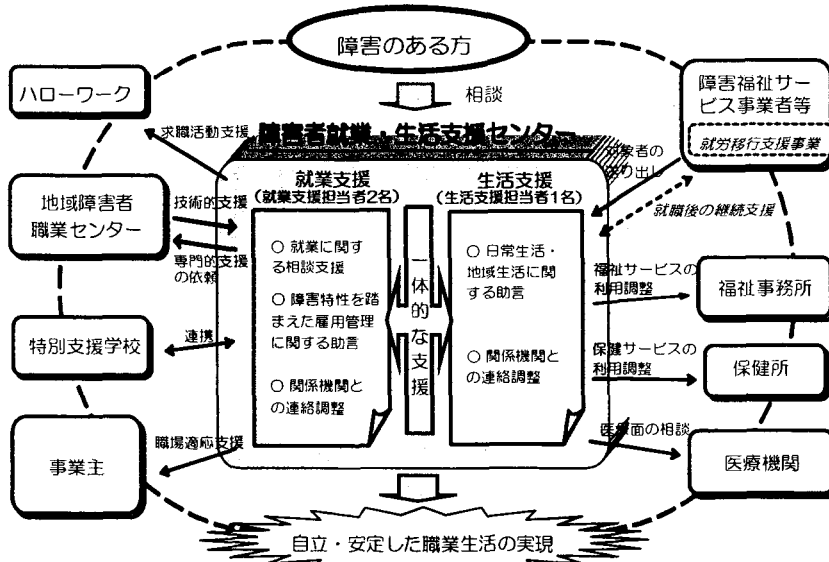 障害のある方
相談
ハローワーク
求職活動支援
障害者就業・生活支援センター
障害福祉サー
ビス事業者等
就労移行支援事業
対象者の
送り出し
就職後の継続支援
地域障害者
職業センター
技術的支援
専門的支援
の依頼
就業支援
(就業支援担当者2名)
○ 就業に関す
る相談支援
○ 障害特性を踏
まえた雇用管理
に関する助言
○ 関係機関と
の連絡調整
一体的な支援
生活支援
(生活支援担当者1名)
○ 日常生活・
地域生活に関
する助言
○ 関係機関と
の連絡調整
福祉サービスの
利用調整
福祉事務所
特別支援学校
連携
保健サービスの
利用調整
保健所
事業主
職場適応支援
医療面の相談
医療機関
自立・安定した職業生活の実現